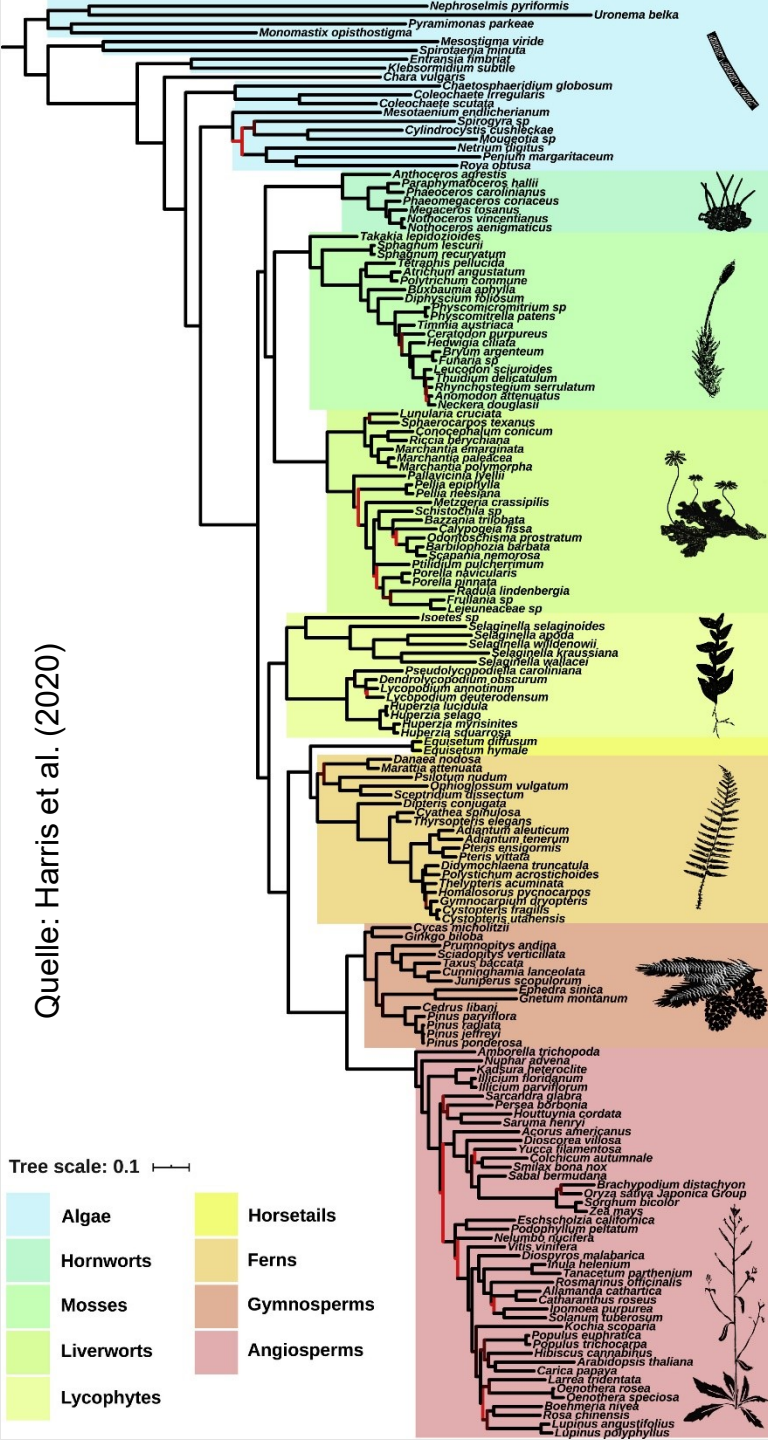 Nephroselmis pyriformis
Uronema belka
Pyramimonas parkeae
Monomastix opisthostigma
Mesostigma viride
Spirotaenia minuta
Entransia fimbriat
Klebsormidium subtile
Chara vulgaris
Chaetosphaeridium globosum
Coleochaete irregularis
Coleochaete scutata
Mesotaenium endlicherianum
Spirogyra sp
Cylindrocystis cushleckae
Mougeotia sp
Netrium digitus
Penium margaritaceum
Roya obtusa
Anthoceros agrestis
Paraphymatoceros hallii
Phaeoceros carolinianus
Phaeomegaceros coriaceus
Megaceros tosanus
Nothoceros vincentianus
Nothoceros aenigmaticus
Takakia lepidozioides
Sphagnum lescurii
Sphagnum recurvatum
Tetraphis pellucida
Atrichum angustatum
Polytrichum commune
Buxbaumia aphylla
Diphyscium foliosum
Physcomicromitrium sp
Physcomitrella patens
Timmia austriaca
Ceratodon purpureus
Hedwigia ciliata
Bryum argenteum
Funaria sp
Leucodon sciuroides
Thuidium delicatulum
Rhynchostegium serrulatum
Anomodon attenuatus
Neckera douglasii
Lunularia cruciata
Sphaerocarpos texanus
Conocephalum conicum
Riccia berychiana
Marchantia emarginata
Marchantia paleacea
Marchantia polymorpha
Pallavicinia lyellii
Pellia epiphylla
Pellia neesiana
Metzgeria crassipilis
Schistochila sp
Bazzania trilobata
Calypogeia fissa
Odontoschisma prostratum
Barbilophozia barbata
Scapania nemorosa
Ptilidium pulcherrimum
Porella navicularis
Porella pinnata
Radula lindenbergia
Frullania sp
Lejeuneaceae sp
Isoetes sp
Selaginella selaginoides
Selaginella apoda
Selaginella willdenowii
Selaginella kraussiana
Selaginella wallacei
Pseudolycopodiella caroliniana
Dendrolycopodium obscurum
Lycopodium annotinum
Lycopodium deuterodensum
Huperzia lucidula
Huperzia selago
Huperzia myrisinites
Huperzia squarrosa
Equisetum diffusum
Equisetum hymale
Danaea nodosa
Marattia attenuata
Psilotum nudum
Ophioglossum vulgatum
Sceptridium dissectum
Dipteris conjugata
Cyathea spinulosa
Thyrsopteris elegans
Adiantum aleuticum
Adiantum tenerum
Pteris ensigormis
Pteris vittata
Didymochlaena truncatula
Polystichum acrostichoides
Thelypteris acuminata
Homalosorus pycnocarpos
Gymnocarpium dryopteris
Cystopteris fragilis
Cystopteris utahensis
Cycas micholitzii
Ginkgo biloba
Prumnopitys andina
Sciadopitys verticillata
Taxus baccata
Cunninghamia lanceolata
Juniperus scopulorum
Ephedra sinica
Gnetum montanum
Cedrus libani
Pinus parviflora
Pinus radiata
Pinus jeffreyi
Pinus ponderosa
Amborella trichopoda
Nuphar advena
Kadsura heteroclite
Illicium floridanum
Illicium parviflorum
Sarcandra glabra
Persea borbonia
Houttuynia cordata
Saruma henryi
Acorus americanus
Dioscorea villosa
Yucca filamentosa
Colchicum autumnale
Smilax bona nox
Sabal bermudana
Brachypodium distachyon
Oryza sativa Japonica Group
Sorghum bicolor
Zea mays
Eschscholzia californica
Podophyllum peltatum
Nelumbo nucifera
Vitis vinifera
Diospyros malabarica
Inula helenium
Tanacetum parthenium
Rosmarinus officinalis
Allamanda cathartica
Catharanthus roseus
Ipomoea purpurea
Solanum tuberosum
Kochia scoparia
Populus euphratica
Populus trichocarpa
Hibiscus cannabinus
Arabidopsis thaliana
Carica papaya
Larrea tridentata
Oenothera rosea
Oenothera speciosa
Boehmeria nivea
Rosa chinensis
Lupinus angustifolius
Lupinus polyphyllus
Quelle: Harris et al. (2020)
Tree scale: 0.1
Algae
Hornworts
Mosses
Liverworts
Lycophytes
Horsetails
Ferns
Gymnosperms
Angiosperms